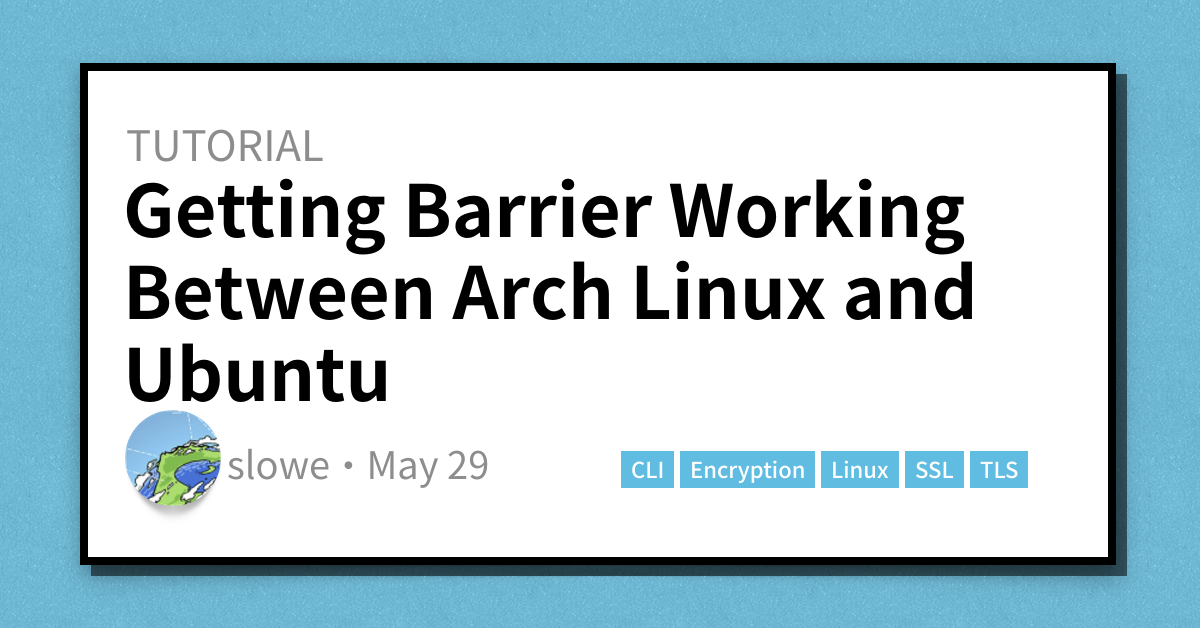 TUTORIAL
Getting Barrier Working
Between Arch Linux and
Ubuntu
slowe • May 29
CLI Encryption Linux SSL TLS